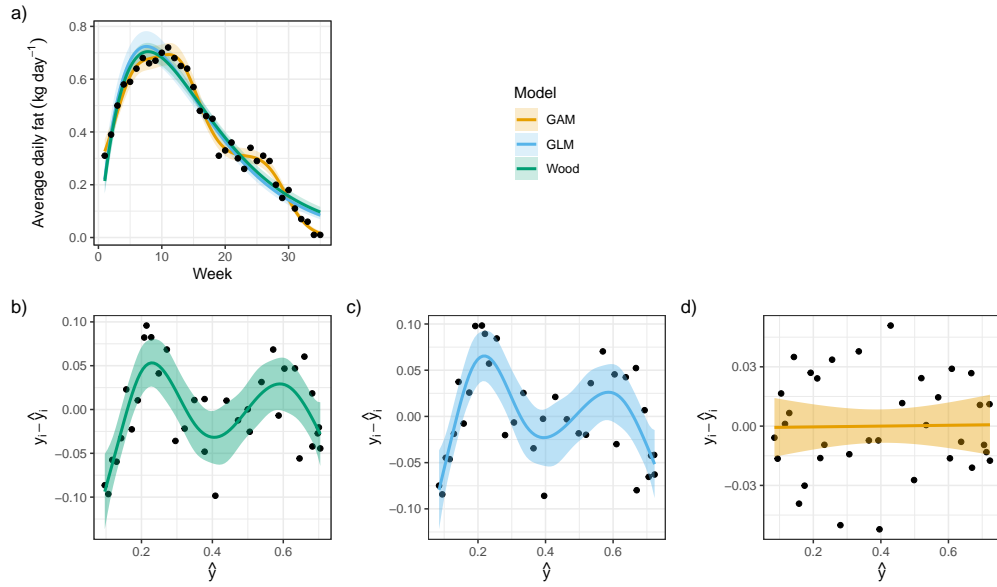 a)
Average daily fat (kg day⁻¹)
0.8
0.6
0.4
0.2
0.0
0
10
20
30
Week
Model
GAM
GLM
Wood
b)
yᵢ − ŷᵢ
0.10
0.05
0.00
−0.05
−0.10
0.2
0.4
0.6
ŷ
c)
yᵢ − ŷᵢ
0.10
0.05
0.00
−0.05
−0.10
0.2
0.4
0.6
ŷ
d)
yᵢ − ŷᵢ
0.03
0.00
−0.03
0.2
0.4
0.6
ŷ